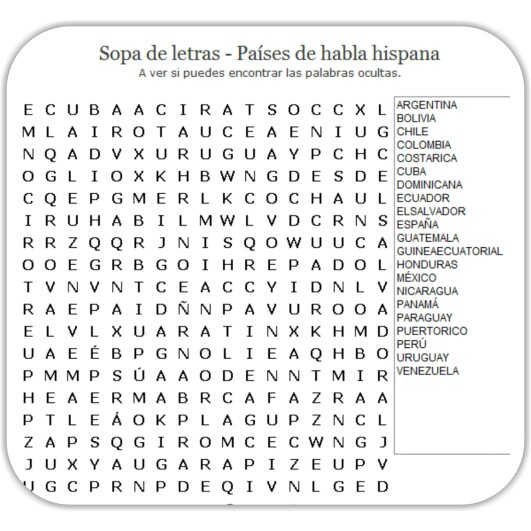 Sopa de letras - Países de habla hispana
A ver si puedes encontrar las palabras ocultas.
E C U B A A C I R A T S O C C X L
M L A I R O T A U C E A E N I U G
N Q A D V X U R U G U A Y P C H C
O G L I O X K H B W N G D E S D E
C Q E P G M E R L K C O C H A U L
I R U H A B I L M W L V D C R N S
R R Z Q Q R J N I S Q O W U U C A
O O E G R B G O I H R E P A D O L
T V N V N T C E A C C Y I D N L V
R A E P A I D Ñ N P A V U R O O A
E L V L X U A R A T I N X K H M D
U A E É B P G N O L I E A Q H B O
P M M P S Ú A A O D E N N T M I R
H E A E R M A B R C A F A Z R A A
P T L E Á O K P L A G U P Z N C L
Z A P S Q G I R O M C E C W N G J
J U X Y A U G A R A P I Z E U P V
U G C P R N P D E Q I V N L G E D
ARGENTINA
BOLIVIA
CHILE
COLOMBIA
COSTARICA
CUBA
DOMINICANA
ECUADOR
ELSALVADOR
ESPAÑA
GUATEMALA
GUINEAECUATORIAL
HONDURAS
MÉXICO
NICARAGUA
PANAMÁ
PARAGUAY
PUERTORICO
PERÚ
URUGUAY
VENEZUELA